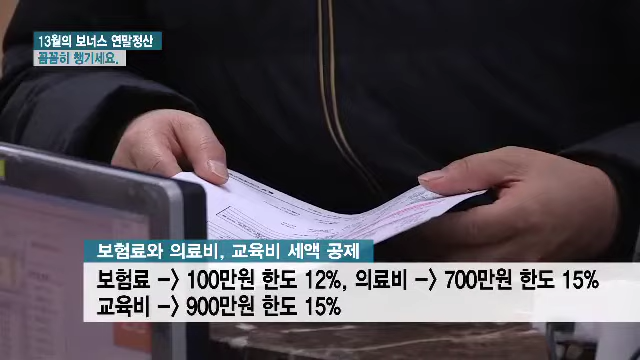 13월의 보너스 연말정산
꼼꼼히 챙기세요.
보험료와 의료비, 교육비 세액 공제
보험료 -> 100만원 한도 12%, 의료비 -> 700만원 한도 15%
교육비 -> 900만원 한도 15%